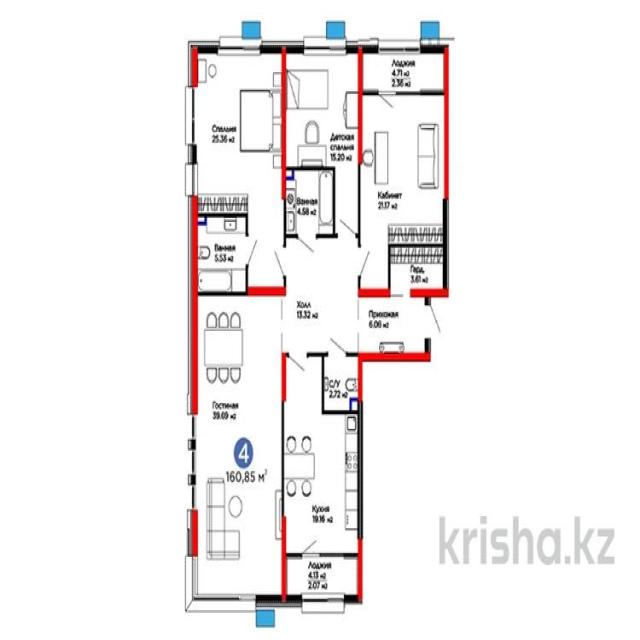 Лоджия
4.71 м2
2.36 м2
Спальня
25.36 м2
Детская
спальня
15.20 м2
Ванная
4.58 м2
Кабинет
21.17 м2
Ванная
5.53 м2
Гард.
3.61 м2
Холл
13.32 м2
Прихожая
6.06 м2
С/У
2.72 м2
Гостиная
39.69 м2
4
160,85 м²
Кухня
19.16 м2
Лоджия
4.13 м2
2.07 м2
krisha.kz